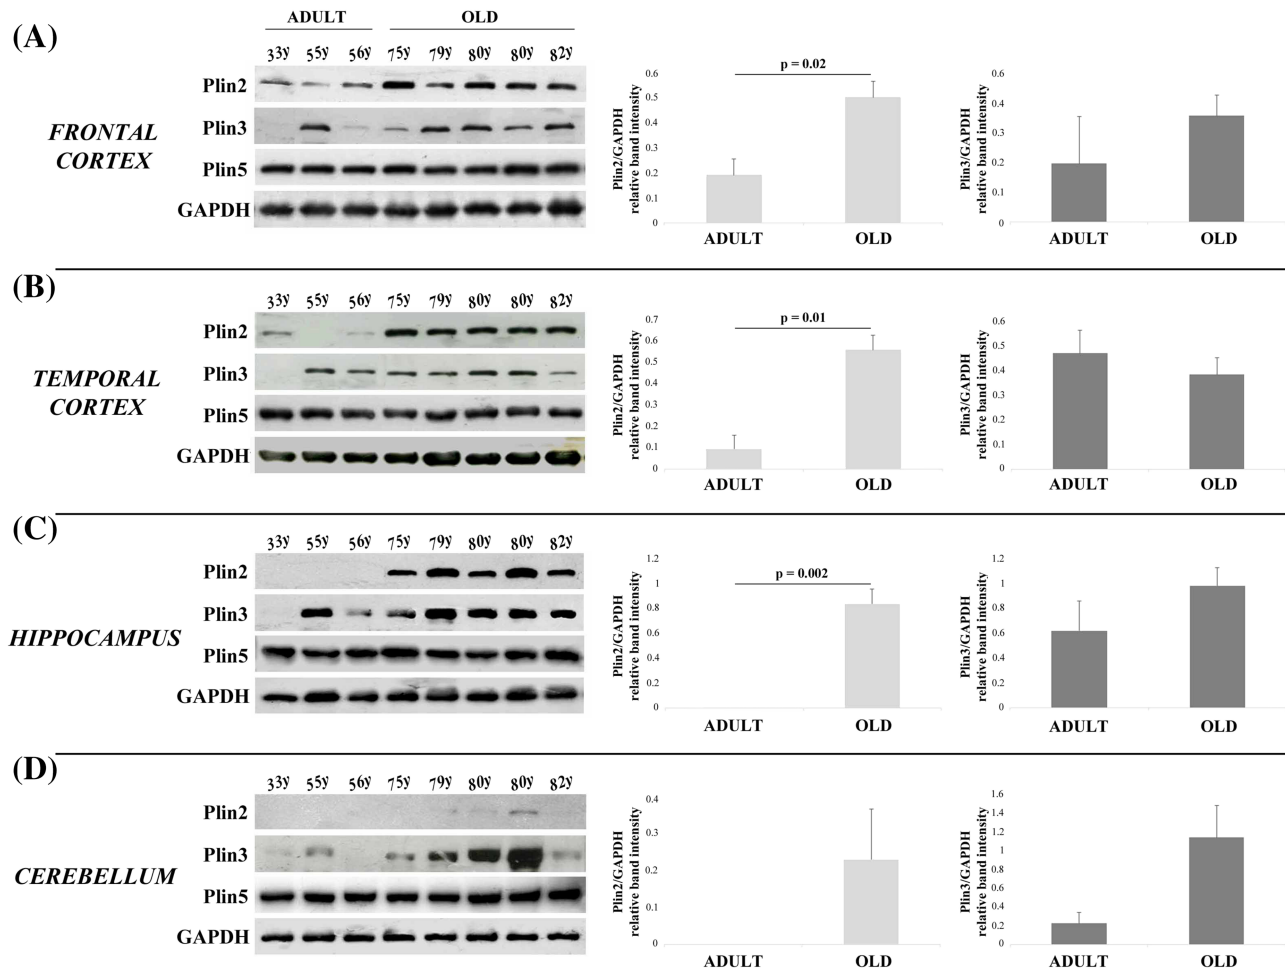 (A)
ADULT OLD
33y 55y 56y 75y 79y 80y 80y 82y
FRONTAL
CORTEX
Plin2
Plin3
Plin5
GAPDH
Plin2/GAPDH
relative band intensity
0.6
0.5
0.4
0.3
0.2
0.1
0
p = 0.02
ADULT OLD
Plin3/GAPDH
relative band intensity
0.6
0.5
0.4
0.3
0.2
0.1
0
ADULT OLD
(B)
33y 55y 56y 75y 79y 80y 80y 82y
TEMPORAL
CORTEX
Plin2
Plin3
Plin5
GAPDH
Plin2/GAPDH
relative band intensity
0.7
0.6
0.5
0.4
0.3
0.2
0.1
0
p = 0.01
ADULT OLD
Plin3/GAPDH
relative band intensity
0.6
0.5
0.4
0.3
0.2
0.1
0
ADULT OLD
(C)
33y 55y 56y 75y 79y 80y 80y 82y
HIPPOCAMPUS
Plin2
Plin3
Plin5
GAPDH
Plin2/GAPDH
relative band intensity
1.2
1
0.8
0.6
0.4
0.2
0
p = 0.002
ADULT OLD
Plin3/GAPDH
relative band intensity
1.2
1
0.8
0.6
0.4
0.2
0
ADULT OLD
(D)
33y 55y 56y 75y 79y 80y 80y 82y
CEREBELLUM
Plin2
Plin3
Plin5
GAPDH
Plin2/GAPDH
relative band intensity
0.4
0.3
0.2
0.1
0
ADULT OLD
Plin3/GAPDH
relative band intensity
1.6
1.4
1.2
1
0.8
0.6
0.4
0.2
0
ADULT OLD